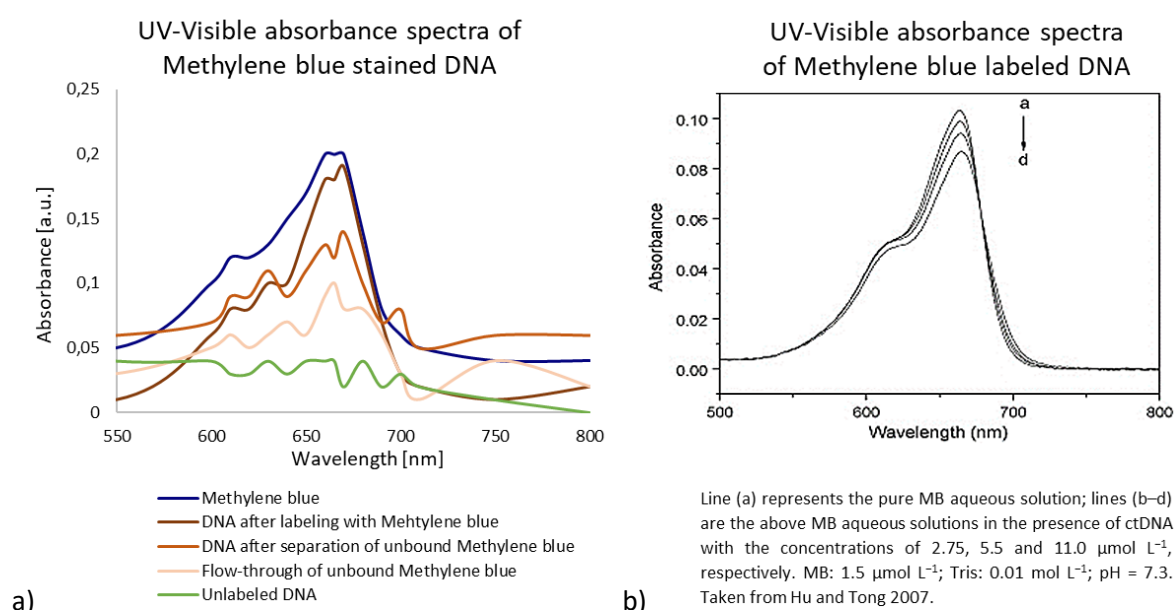 UV-Visible absorbance spectra of
Methylene blue stained DNA
0,25
0,2
0,15
0,1
0,05
0
Absorbance [a.u.]
550
600
650
700
750
800
Wavelength [nm]
Methylene blue
DNA after labeling with Mehtylene blue
DNA after separation of unbound Methylene blue
Flow-through of unbound Methylene blue
Unlabeled DNA
a)
UV-Visible absorbance spectra
of Methylene blue labeled DNA
a
d
0.10
0.08
0.06
0.04
0.02
0.00
Absorbance
500
600
700
800
Wavelength (nm)
Line (a) represents the pure MB aqueous solution; lines (b–d)
are the above MB aqueous solutions in the presence of ctDNA
with the concentrations of 2.75, 5.5 and 11.0 μmol L⁻¹,
respectively. MB: 1.5 μmol L⁻¹; Tris: 0.01 mol L⁻¹; pH = 7.3.
Taken from Hu and Tong 2007.
b)